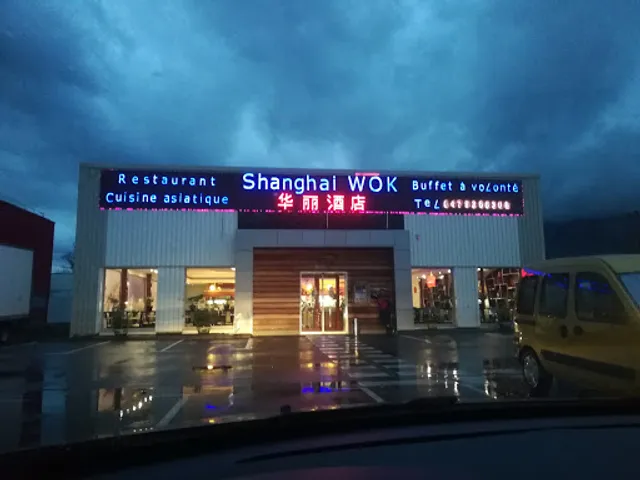 Restaurant
Cuisine asiatique
Shanghai WOK
华丽酒店
Buffet à volonté
Tel